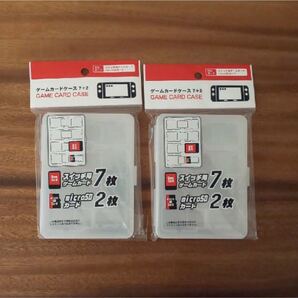 ゲームカードケース 7+2
GAME CARD CASE
スイッチ用
ゲームカード 7枚
microSD
カード 2枚
ゲームカードケース 7+2
GAME CARD CASE
スイッチ用
ゲームカード 7枚
microSD
カード 2枚